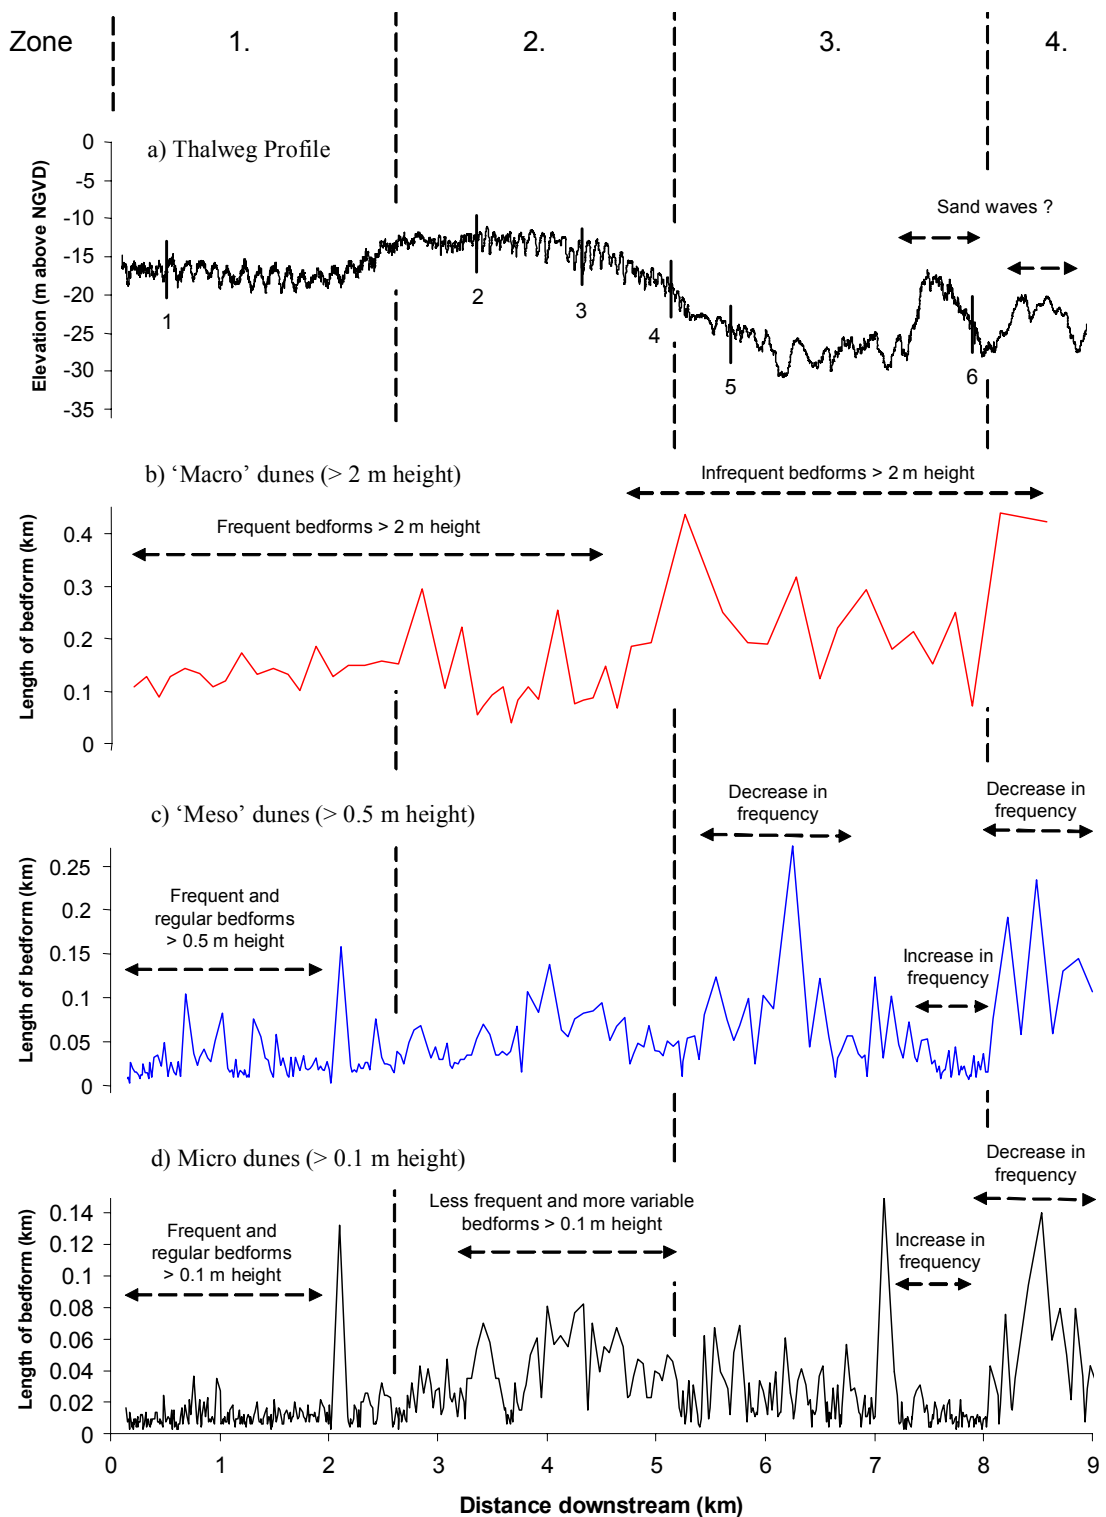 Zone 1. 2. 3. 4.
a) Thalweg Profile
Elevation (m above NGVD)
0
-5
-10
-15
-20
-25
-30
-35
Sand waves ?
1
2
3
4
5
6
b) ‘Macro’ dunes (> 2 m height)
Infrequent bedforms > 2 m height
Frequent bedforms > 2 m height
Length of bedform (km)
0.4
0.3
0.2
0.1
0
c) ‘Meso’ dunes (> 0.5 m height)
Decrease in
frequency
Decrease in
frequency
Frequent and
regular bedforms
> 0.5 m height
Increase in
frequency
Length of bedform (km)
0.25
0.2
0.15
0.1
0.05
0
d) Micro dunes (> 0.1 m height)
Decrease in
frequency
Less frequent and more variable
bedforms > 0.1 m height
Frequent and
regular bedforms
> 0.1 m height
Increase in
frequency
Length of bedform (km)
0.14
0.12
0.1
0.08
0.06
0.04
0.02
0
0 1 2 3 4 5 6 7 8 9
Distance downstream (km)